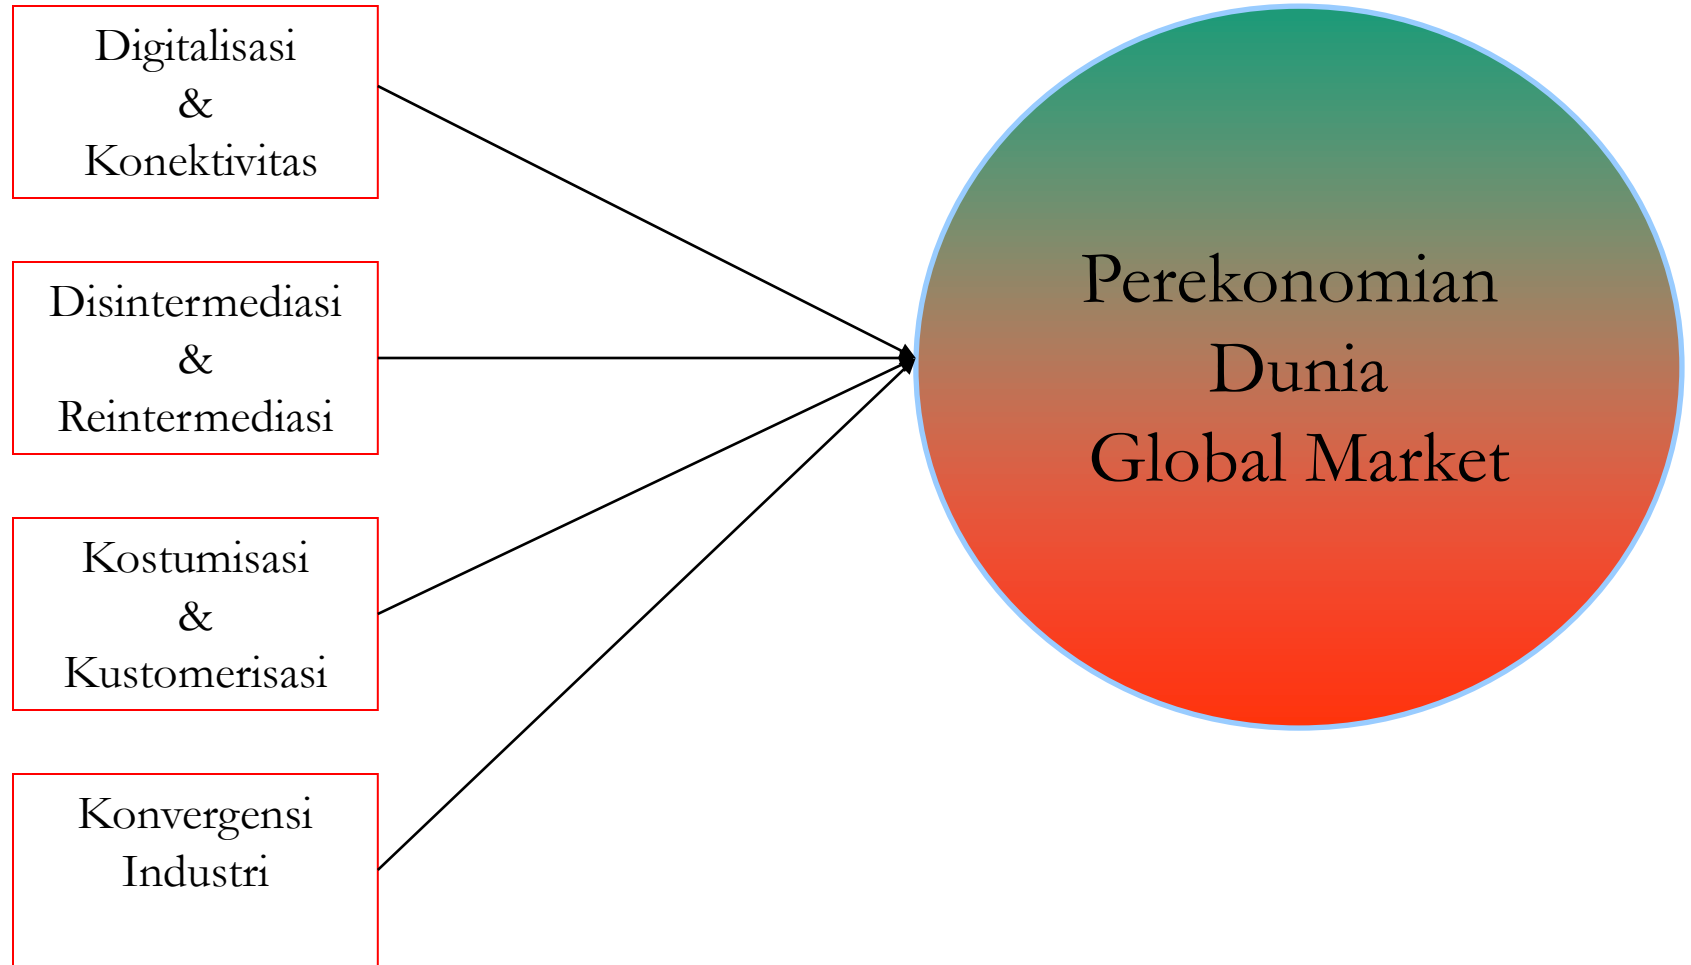 Digitalisasi
&
Konektivitas
Disintermediasi
&
Reintermediasi
Kostumisasi
&
Kustomerisasi
Konvergensi
Industri
Perekonomian
Dunia
Global Market